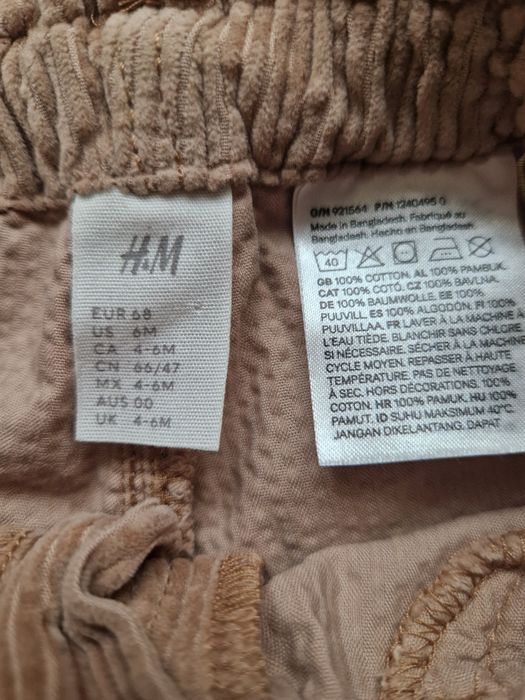 H&M
EUR 68
US 6M
CA 4-6M
CN 66/47
MX 4-6M
AUS 00
UK 4-6M
O/N 921564 P/N 1240495 0
Made in Bangladesh. Fabriqué au
Bangladesh. Hecho en Bangladesh
40
GB 100% COTTON. AL 100% PAMBUK.
CAT 100% COTÓ. CZ 100% BAVLNA.
DE 100% BAUMWOLLE. EE 100%
PUUVILL. ES 100% ALGODÓN. FI 100%
PUUVILLAA. FR LAVER À LA MACHINE À
L'EAU TIÈDE. BLANCHIR SANS CHLORE
SI NÉCESSAIRE. SÉCHER À LA MACHINE
CYCLE MOYEN. REPASSER À HAUTE
TEMPÉRATURE. PAS DE NETTOYAGE
À SEC. HORS DÉCORATIONS. 100%
COTON. HR 100% PAMUK. HU 100%
PAMUT. ID SUHU MAKSIMUM 40°C.
JANGAN DIKELANTANG. DAPAT